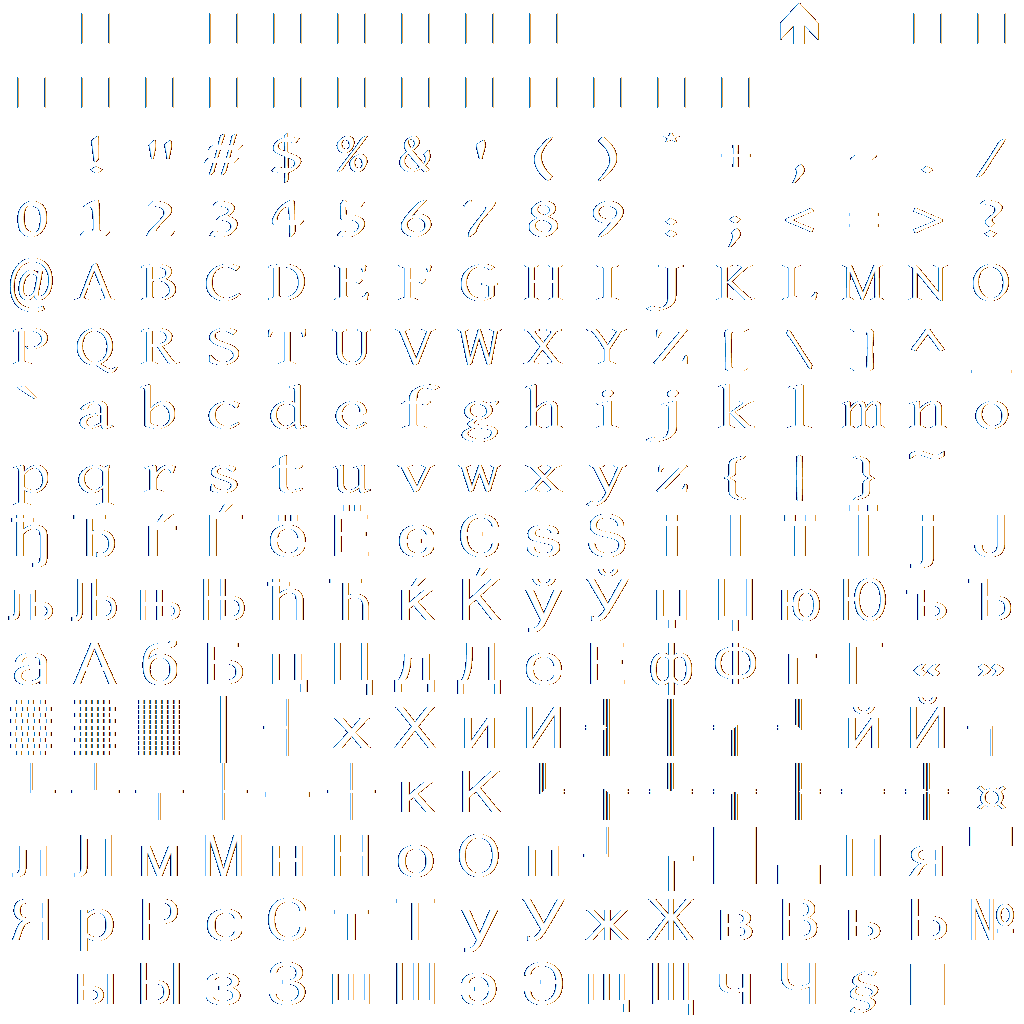 ! " # $ % & ' ( ) * + , - . /
0 1 2 3 4 5 6 7 8 9 : ; < = > ?
@ A B C D E F G H I J K L M N O
P Q R S T U V W X Y Z [ \ ] ^ _
` a b c d e f g h i j k l m n o
p q r s t u v w x y z { | } ~
ђ Ђ ѓ Ѓ ё Ё є Є ѕ Ѕ і І ї Ї ј Ј
љ Љ њ Њ ћ Ћ ќ Ќ ў Ў џ Џ ю Ю ъ Ъ
а А б Б ц Ц д Д е Е ф Ф г Г « »
░ ▒ ▓ │ ┤ х Х и И ╣ ║ ╗ ╝ й Й ┐
└ ┴ ┬ ├ ─ ┼ к К ╚ ╔ ╩ ╦ ╠ ═ ╬ ¤
л Л м М н Н о О п ┘ ┌ █ ▄ П я ▀
Я р Р с С т Т у У ж Ж в В ь Ь №
ы Ы з З ш Ш э Э щ Щ ч Ч § ■